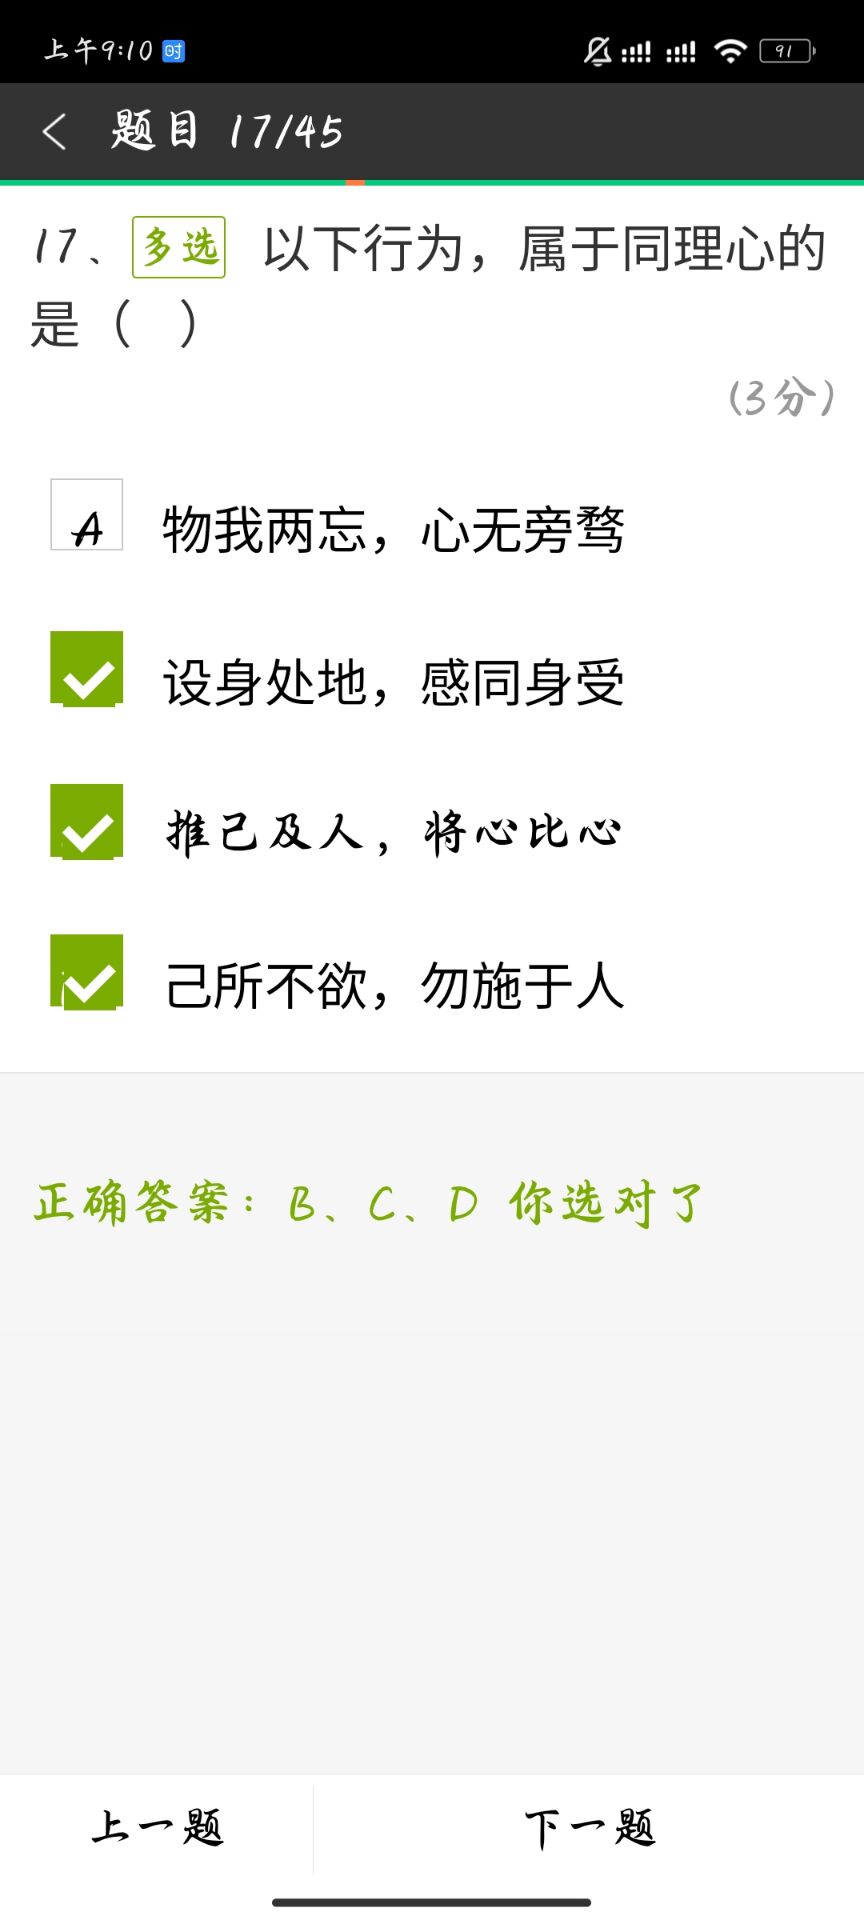 上午9:10 时 91
题目 17/45
17、多选 以下行为，属于同理心的
是（ ）
(3分)
A 物我两忘，心无旁骛
设身处地，感同身受
推己及人，将心比心
己所不欲，勿施于人
正确答案：B、C、D 你选对了
上一题 下一题